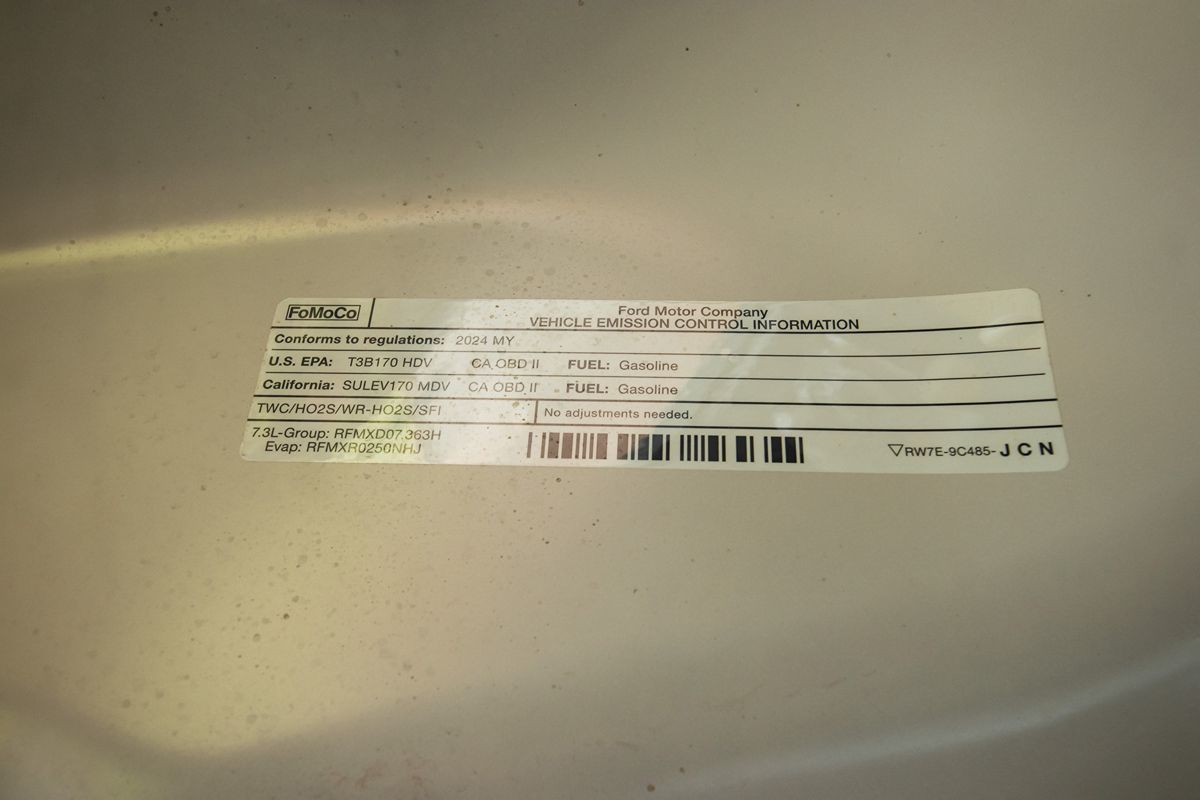 FoMoCo
Ford Motor Company
VEHICLE EMISSION CONTROL INFORMATION
Conforms to regulations: 2024 MY
U.S. EPA: T3B170 HDV CA OBD II FUEL: Gasoline
California: SULEV170 MDV CA OBD II FUEL: Gasoline
TWC/HO2S/WR-HO2S/SFI No adjustments needed.
7.3L-Group: RFMXD07.363H
Evap: RFMXR0250NHJ
RW7E-9C485- J C N